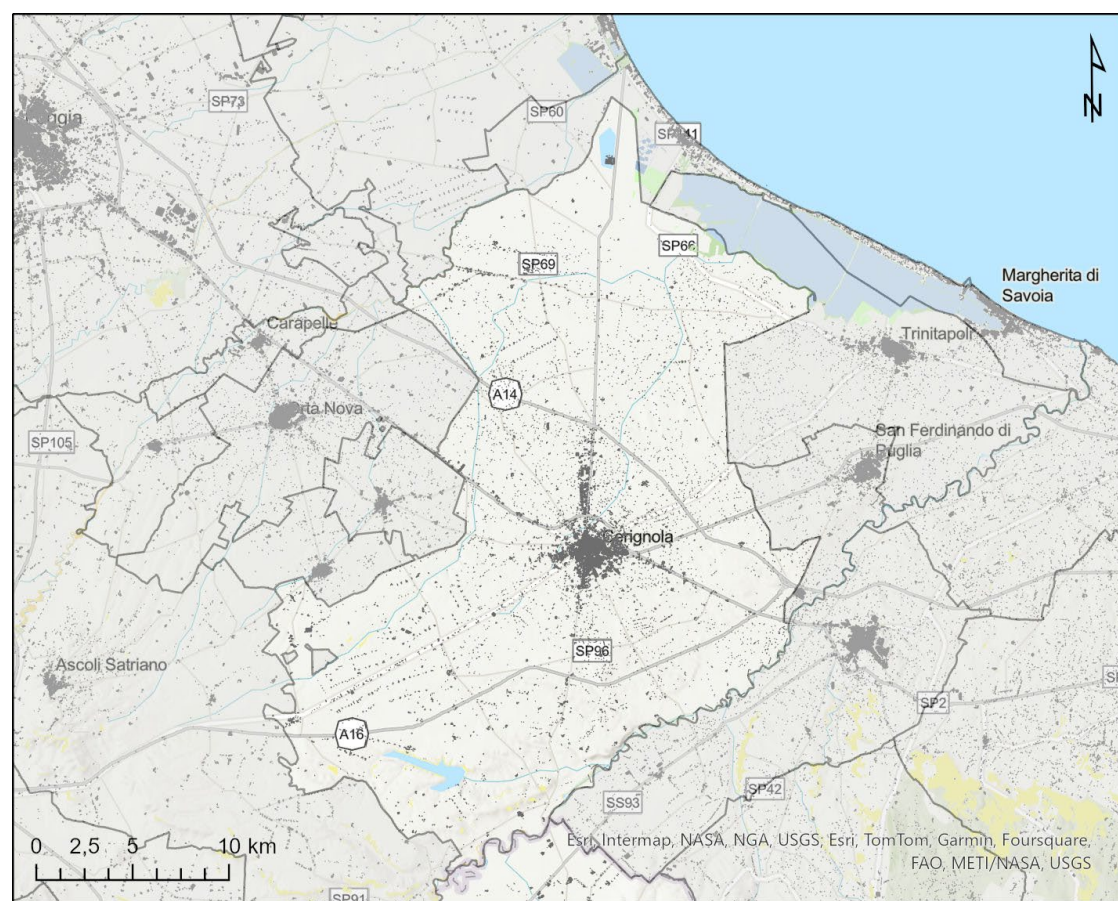 N
SP73
SP60
SP141
SP66
SP69
Margherita di
Savoia
Trinitapoli
Carapelle
A14
Orta Nova
San Ferdinando di
Puglia
SP105
Cerignola
Ascoli Satriano
SP96
A16
SP2
SP42
SS93
0 2,5 5 10 km
Esri, Intermap, NASA, NGA, USGS; Esri, TomTom, Garmin, Foursquare,
FAO, METI/NASA, USGS
SP91